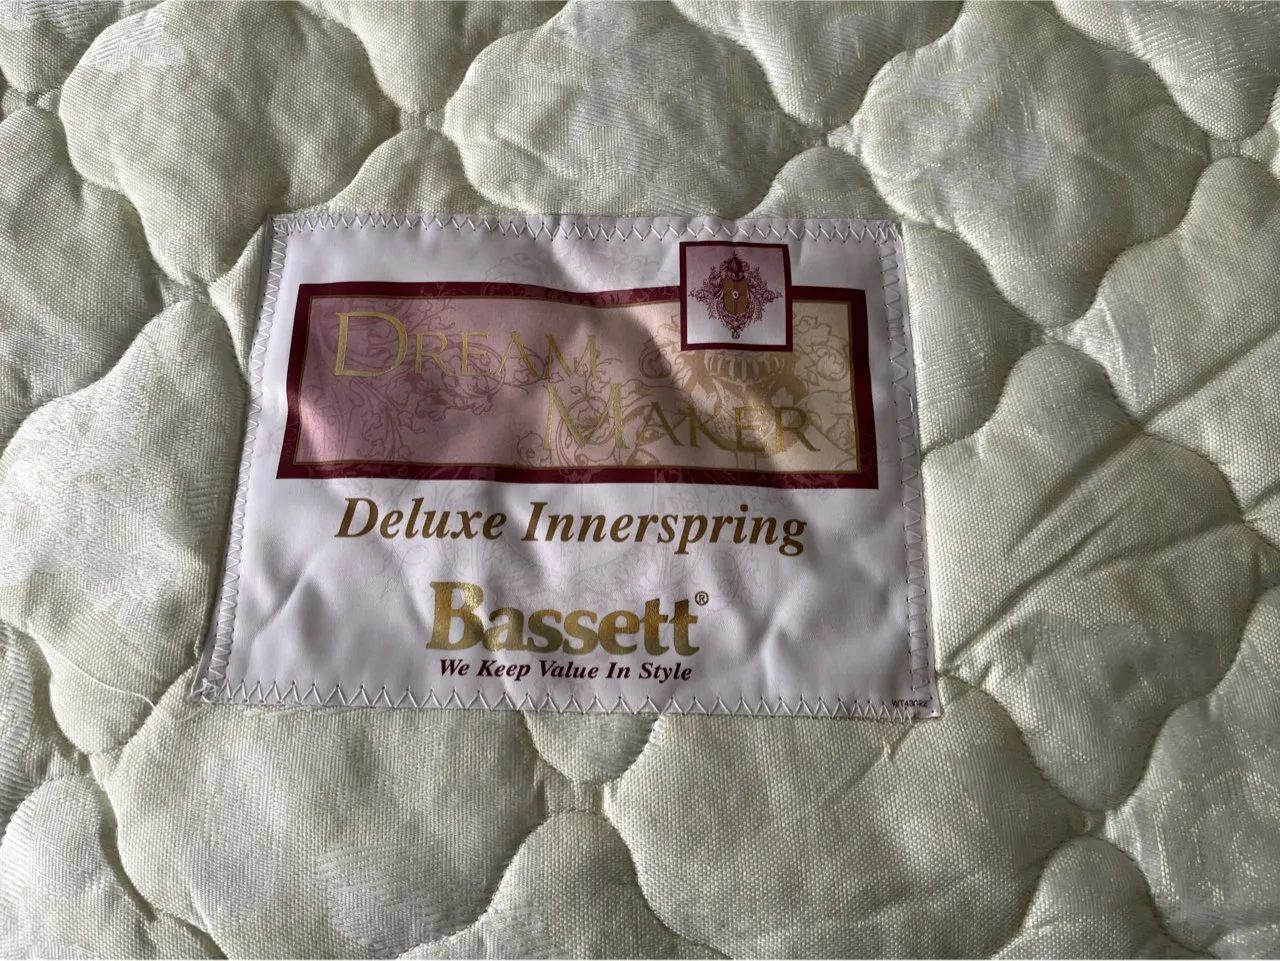 DREAM
MAKER
Deluxe Innerspring
Bassett®
We Keep Value In Style